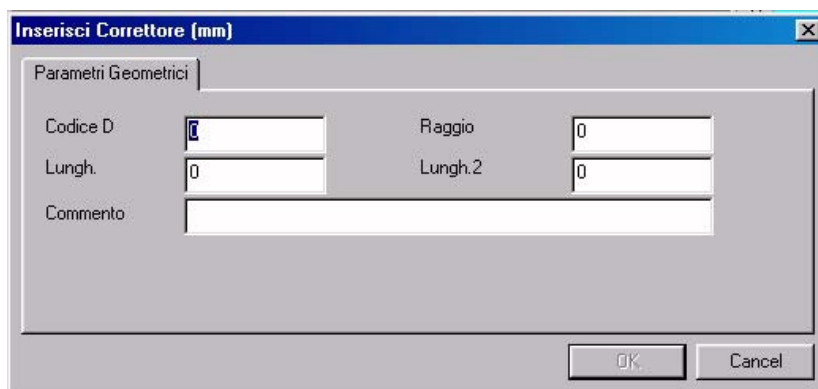 Inserisci Correttore (mm)
Parametri Geometrici
Codice D 0 Raggio 0
Lungh. 0 Lungh.2 0
Commento
OK Cancel